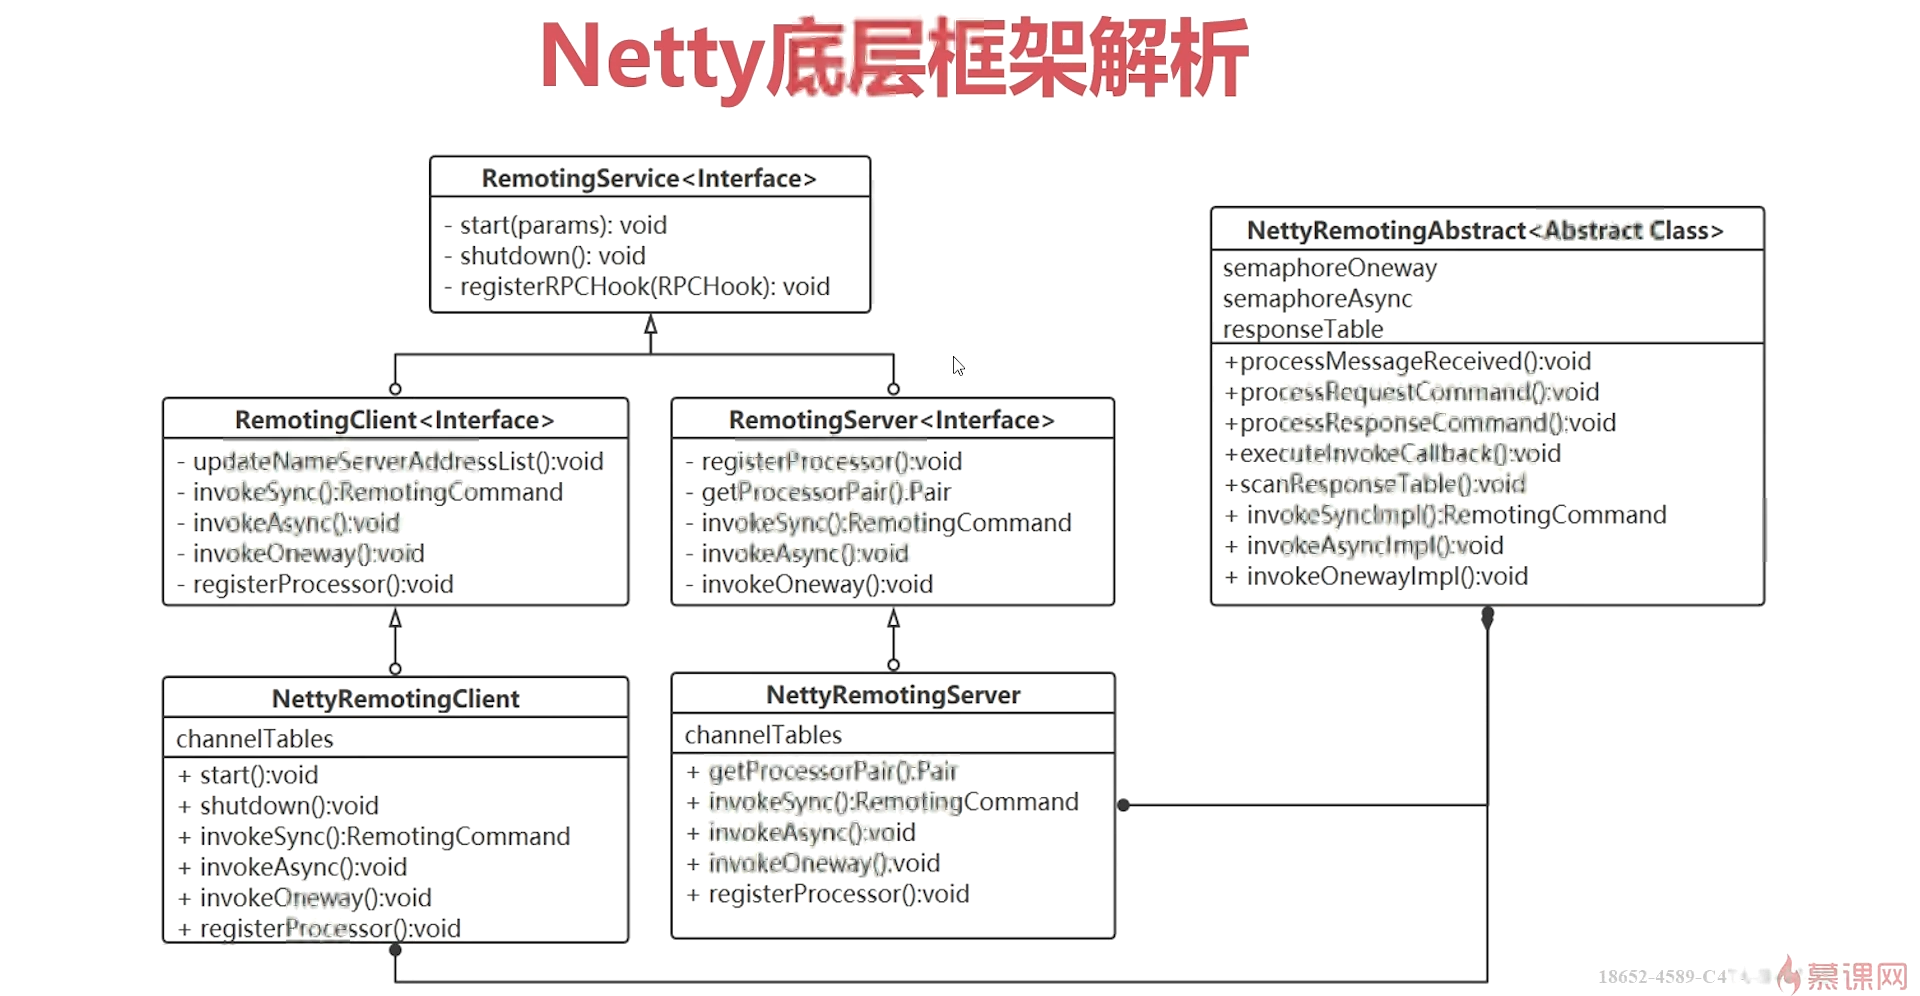 Netty底层框架解析
RemotingService<Interface>
- start(params): void
- shutdown(): void
- registerRPCHook(RPCHook): void
NettyRemotingAbstract<Abstract Class>
semaphoreOneway
semaphoreAsync
responseTable
+processMessageReceived():void
+processRequestCommand():void
+processResponseCommand():void
+executeInvokeCallback():void
+scanResponseTable():void
+ invokeSyncImpl():RemotingCommand
+ invokeAsyncImpl():void
+ invokeOnewayImpl():void
RemotingClient<Interface>
- updateNameServerAddressList():void
- invokeSync():RemotingCommand
- invokeAsync():void
- invokeOneway():void
- registerProcessor():void
RemotingServer<Interface>
- registerProcessor():void
- getProcessorPair():Pair
- invokeSync():RemotingCommand
- invokeAsync():void
- invokeOneway():void
NettyRemotingClient
channelTables
+ start():void
+ shutdown():void
+ invokeSync():RemotingCommand
+ invokeAsync():void
+ invokeOneway():void
+ registerProcessor():void
NettyRemotingServer
channelTables
+ getProcessorPair():Pair
+ invokeSync():RemotingCommand
+ invokeAsync():void
+ invokeOneway():void
+ registerProcessor():void
慕课网